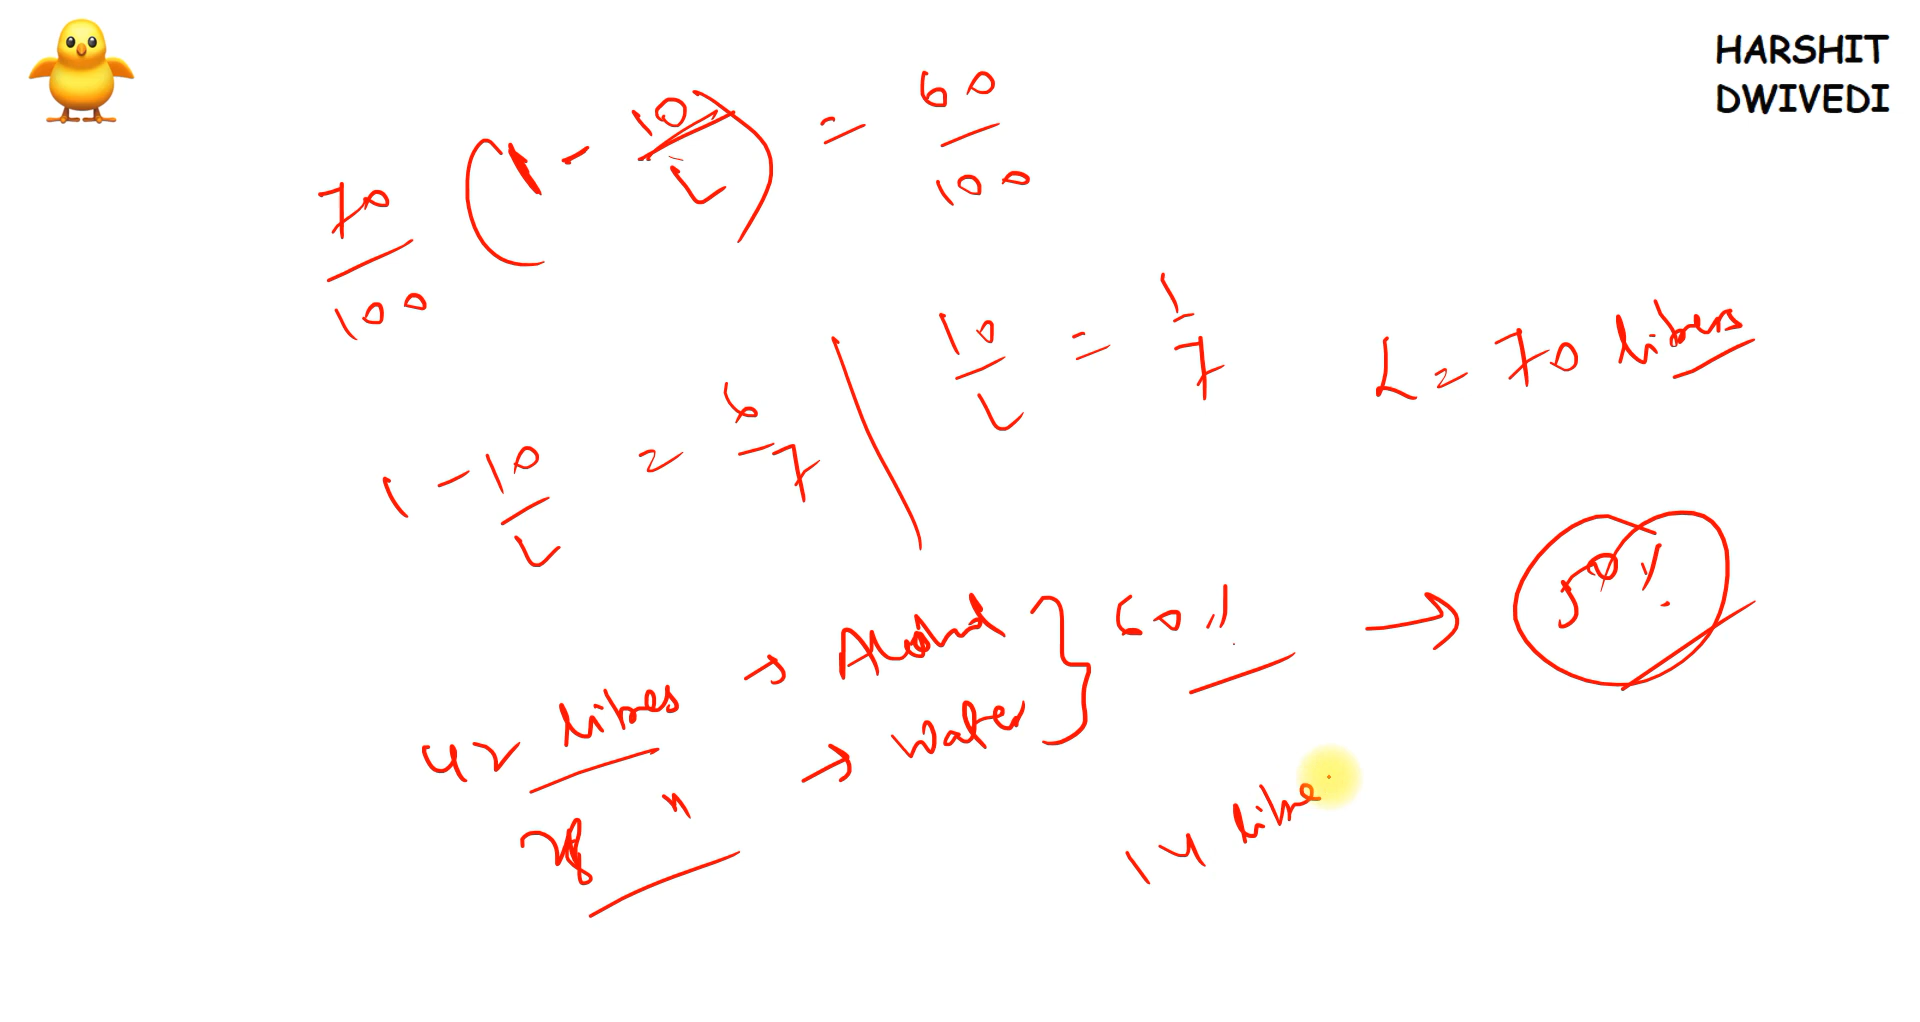 HARSHIT
DWIVEDI
70/100 (1 - 10/L) = 60/100
1 - 10/L = 6/7
10/L = 1/7
L = 70 liters
42 litres → Alcohol
28 " → water
} 60% → 50%
14 litre